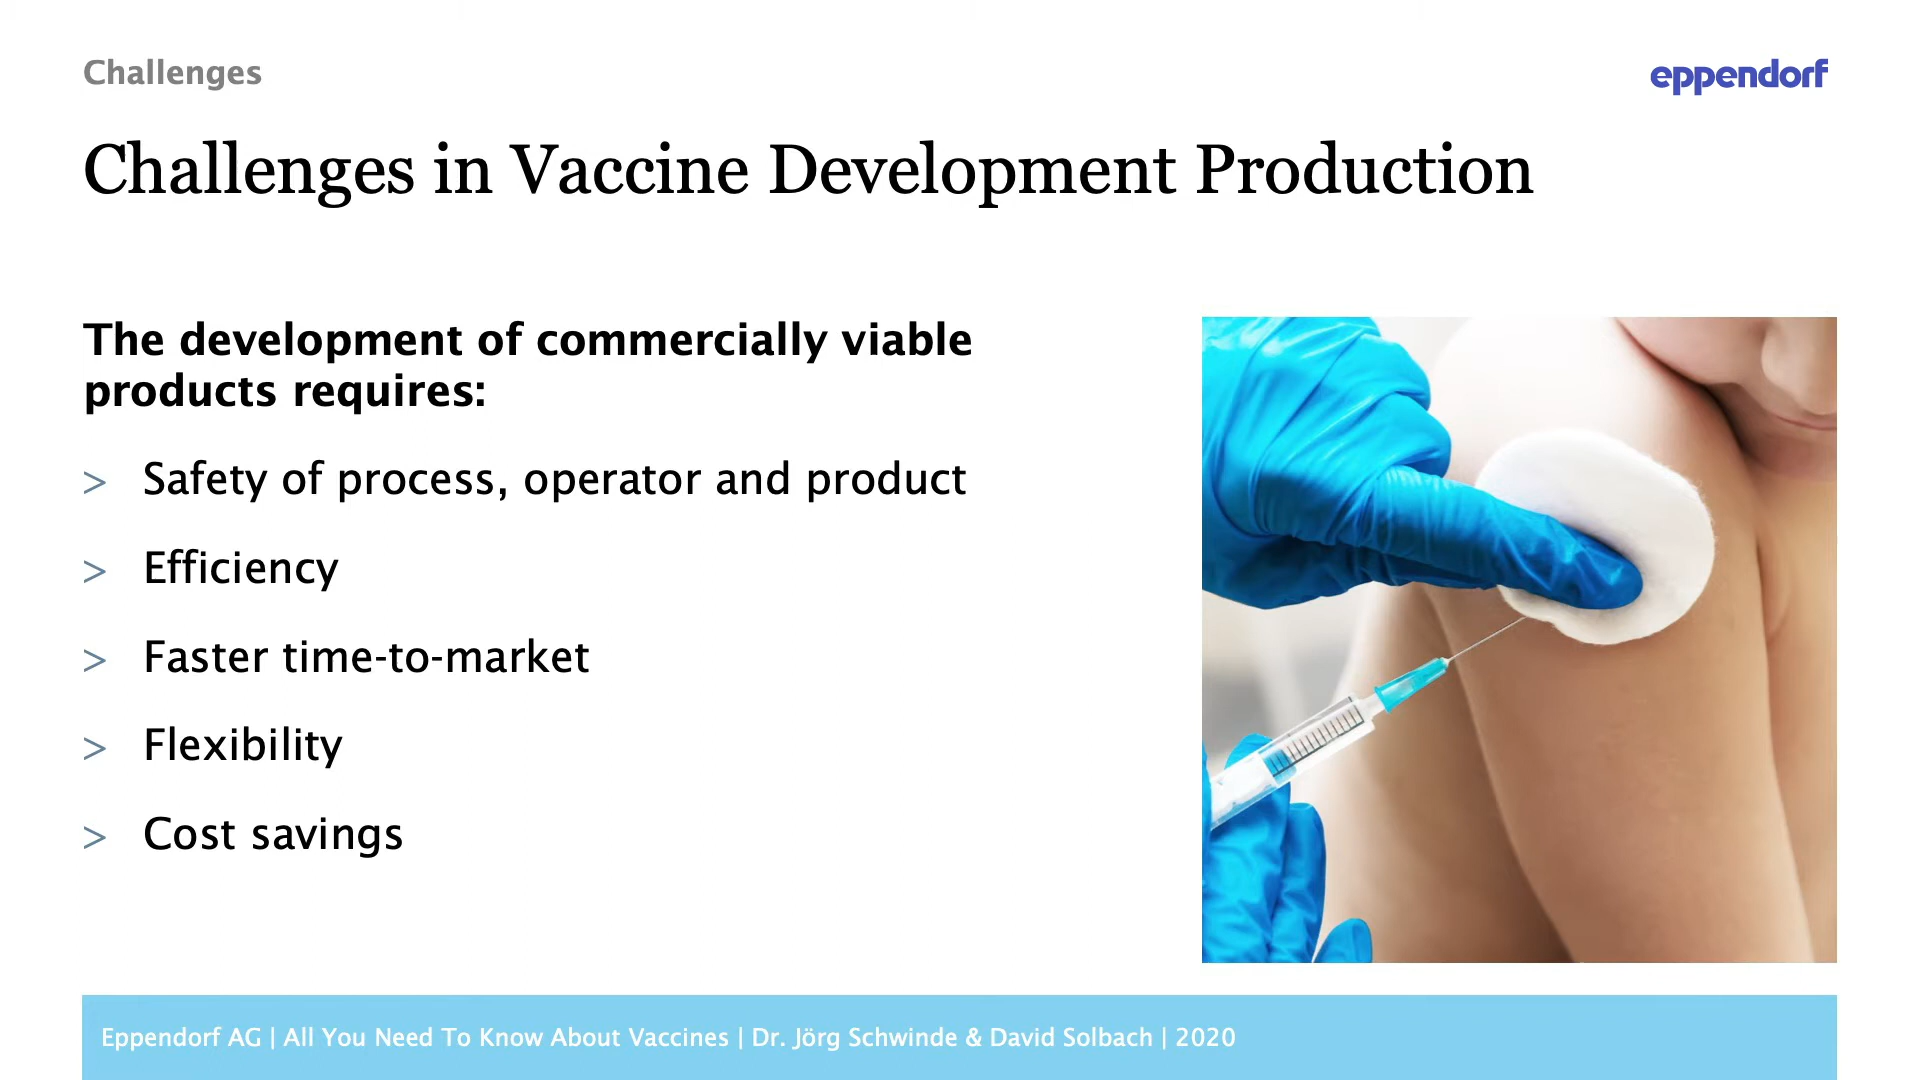 Challenges
eppendorf
Challenges in Vaccine Development Production
The development of commercially viable
products requires:
> Safety of process, operator and product
> Efficiency
> Faster time-to-market
> Flexibility
> Cost savings
Eppendorf AG | All You Need To Know About Vaccines | Dr. Jörg Schwinde & David Solbach | 2020